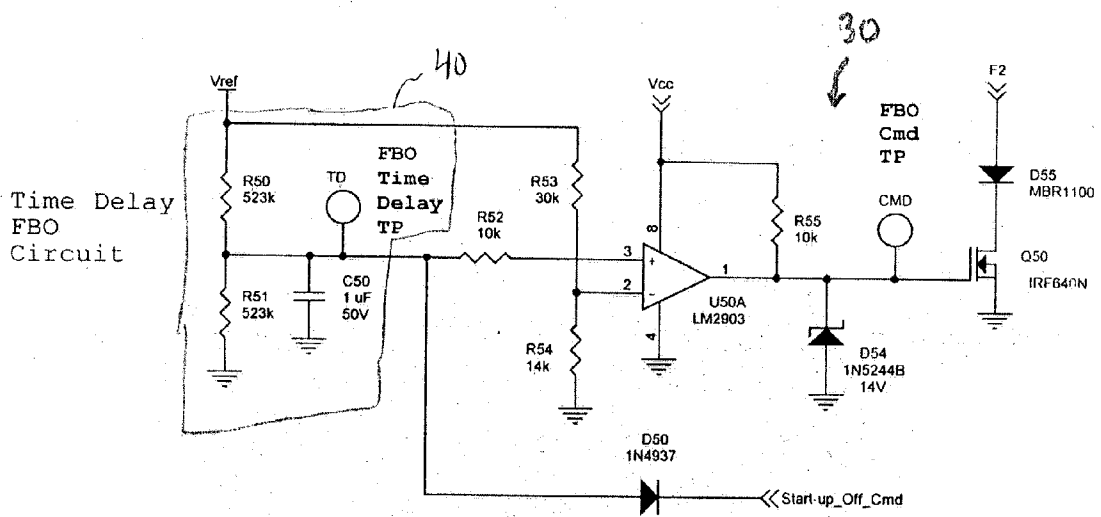 30
40
Vref
Vcc
F2
FBO
Cmd
TP
FBO
Time
Delay
TP
TD
R50
523k
R53
30k
R52
10k
R55
10k
CMD
D55
MBR1100
Time Delay
FBO
Circuit
8
3
+
1
2
-
4
U50A
LM2903
Q50
IRF640N
R51
523k
C50
1 uF
50V
R54
14k
D54
1N5244B
14V
D50
1N4937
Start-up_Off_Cmd